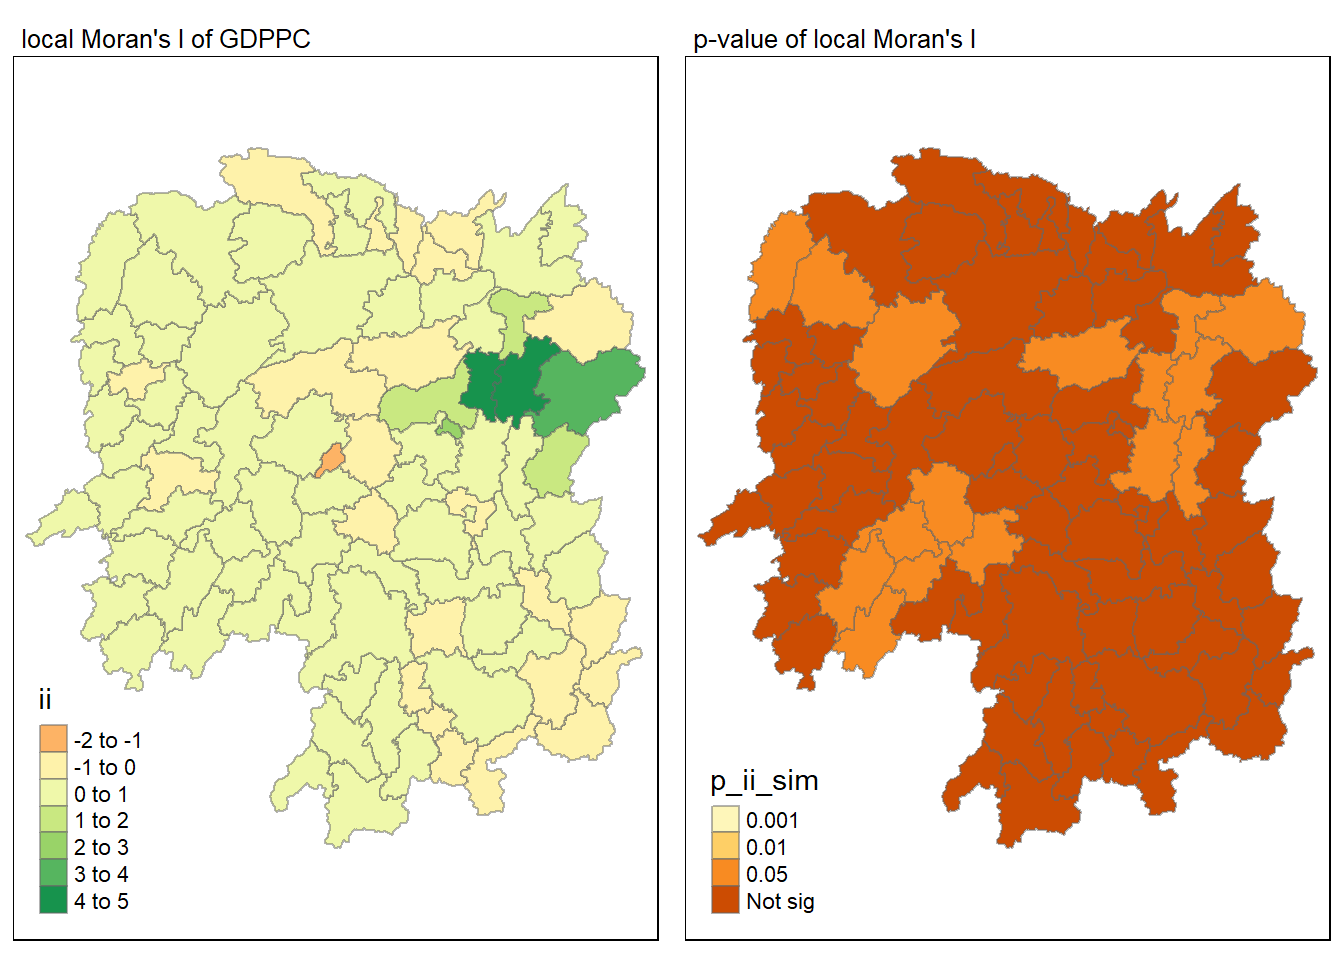 local Moran's I of GDPPC
ii
-2 to -1
-1 to 0
0 to 1
1 to 2
2 to 3
3 to 4
4 to 5
p-value of local Moran's I
p_ii_sim
0.001
0.01
0.05
Not sig